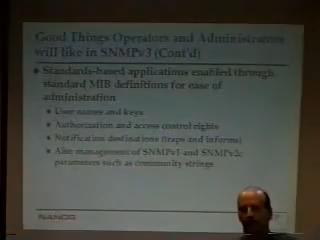 Good Things Operators and Administrators
will like in SNMPv3 (Cont'd)
Standards-based applications enabled through
standard MIB definitions for ease of
administration
User names and keys
Authorization and access control rights
Notification destinations (traps and informs)
Also management of SNMPv1 and SNMPv2c
parameters such as community strings
NANOG